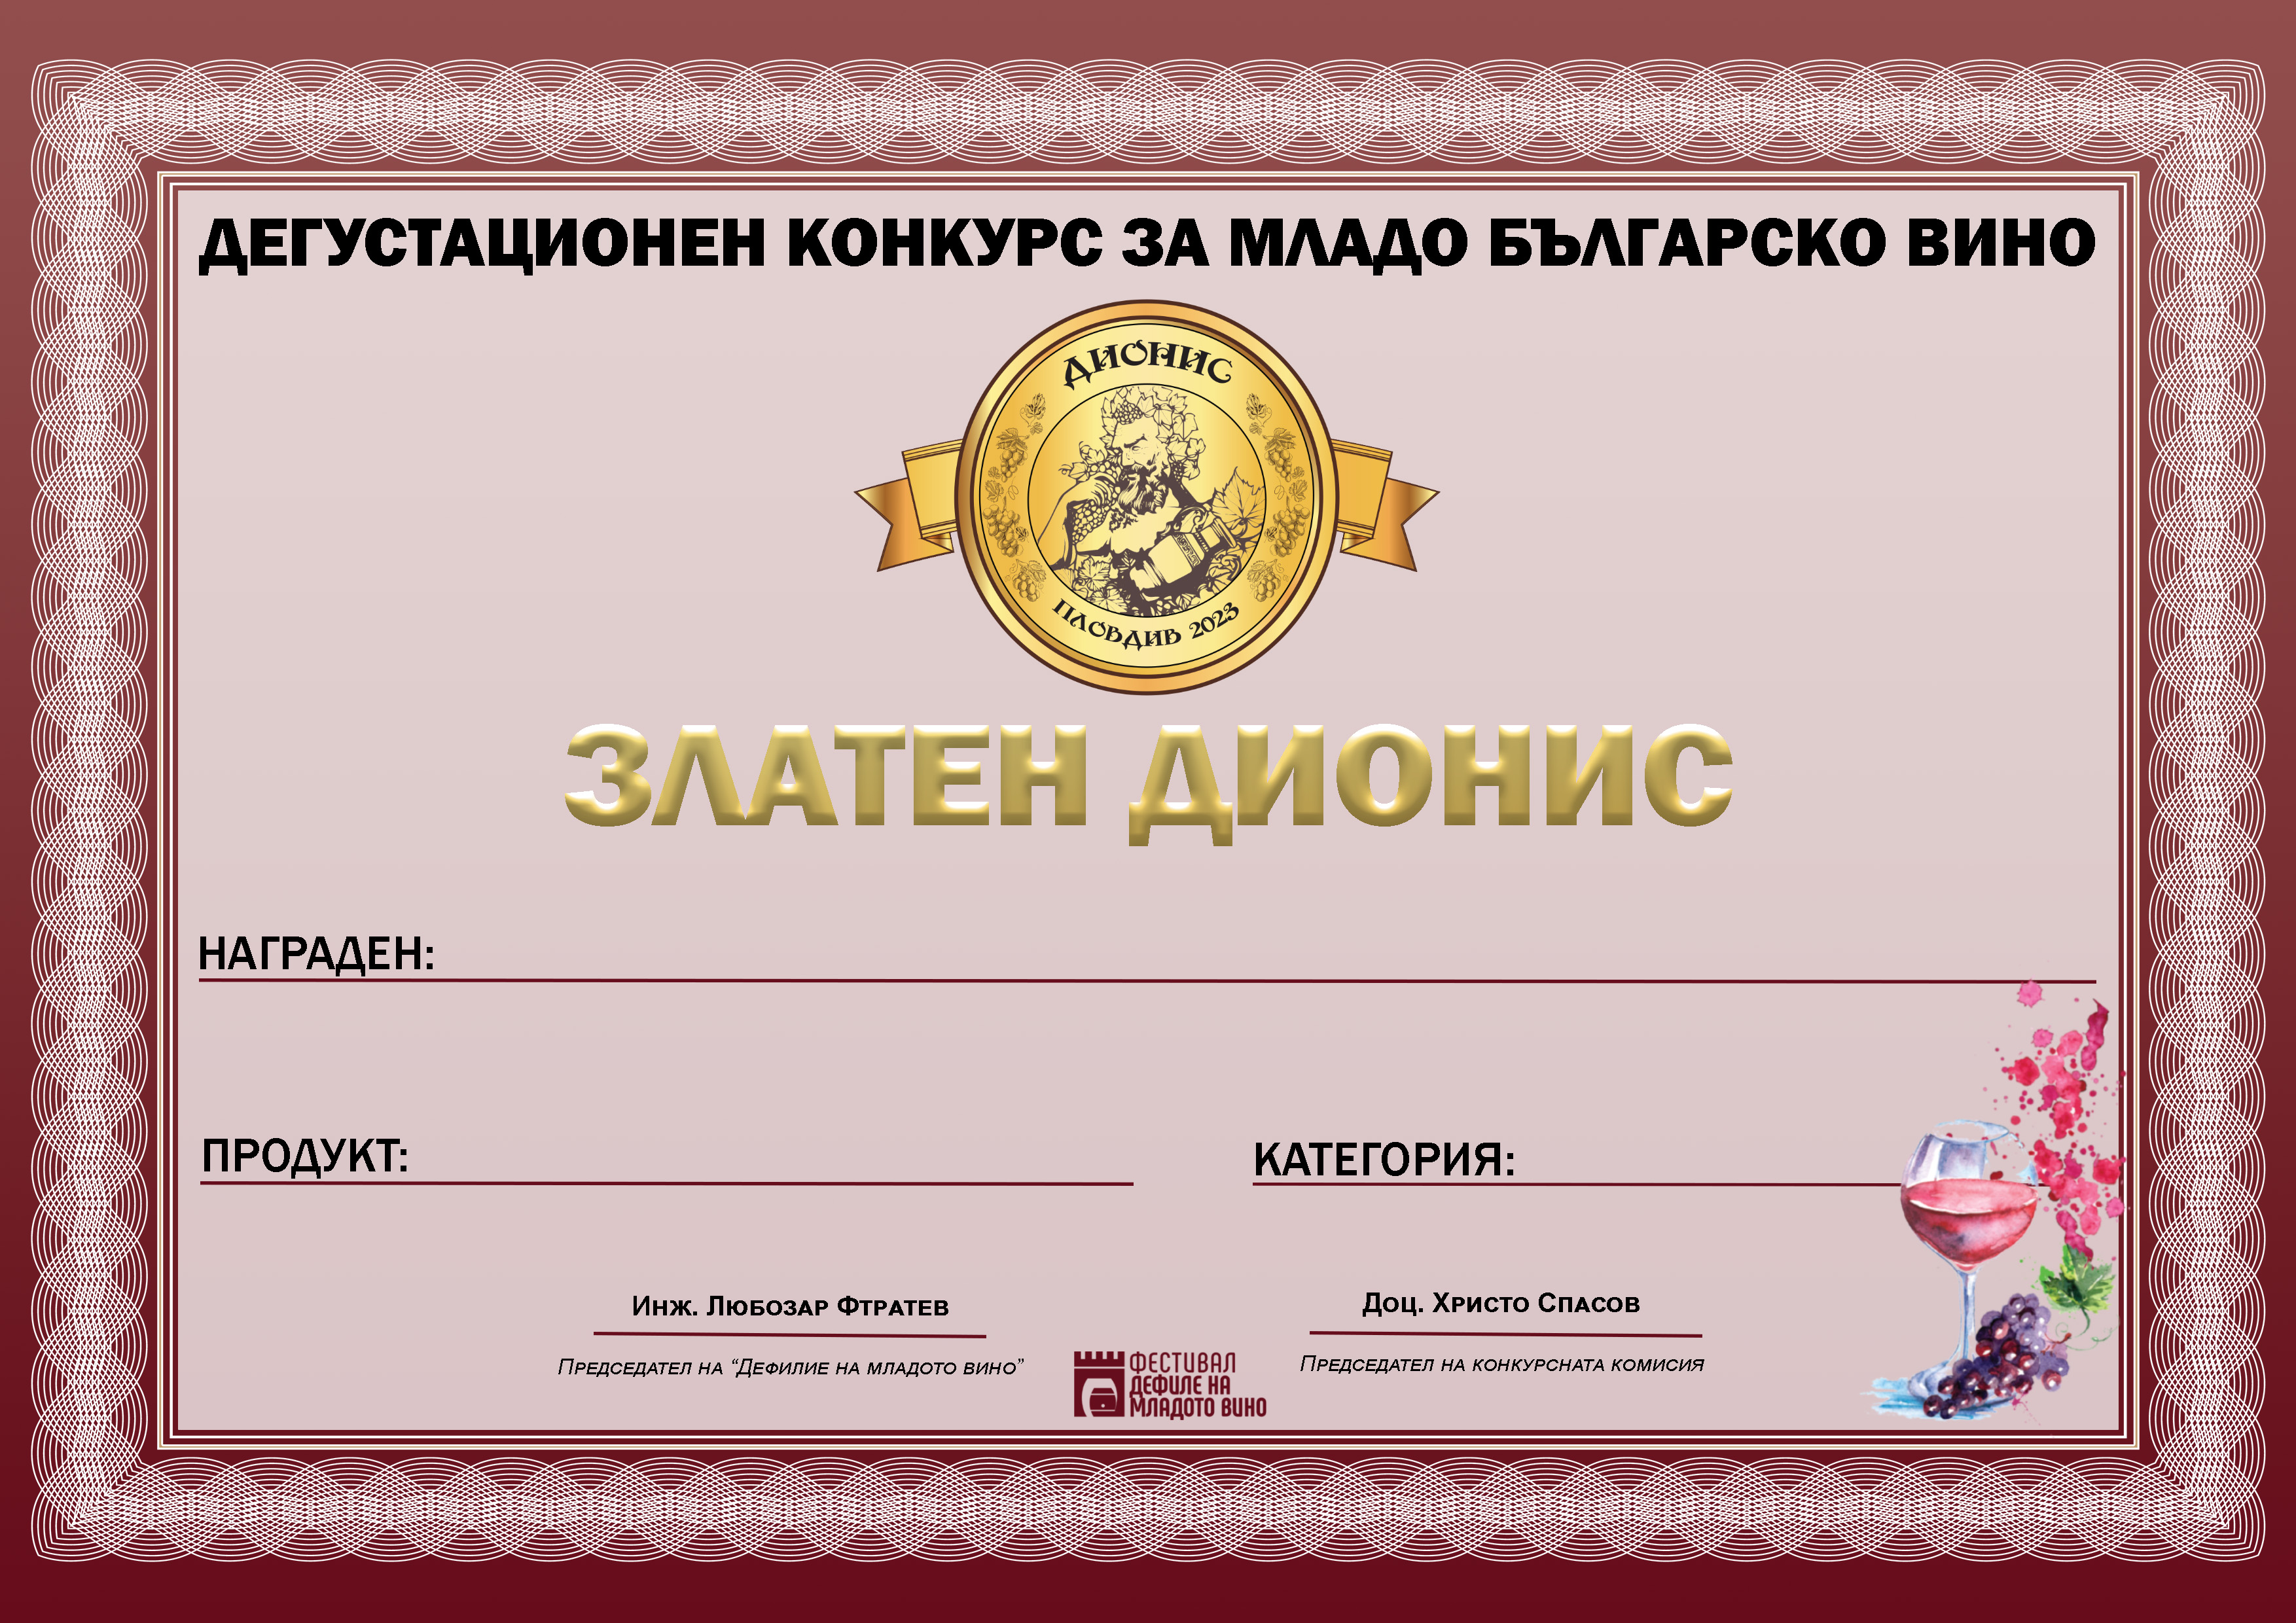 ДЕГУСТАЦИОНЕН КОНКУРС ЗА МЛАДО БЪЛГАРСКО ВИНО
ДИОНИС
ПЛОВДИВ 2023
ЗЛАТЕН ДИОНИС
НАГРАДЕН:
ПРОДУКТ:
КАТЕГОРИЯ:
Инж. Любозар Фтратев
Председател на “Дефилие на младото вино”
Доц. Христо Спасов
Председател на конкурсната комисия
ФЕСТИВАЛ
ДЕФИЛЕ НА
МЛАДОТО ВИНО